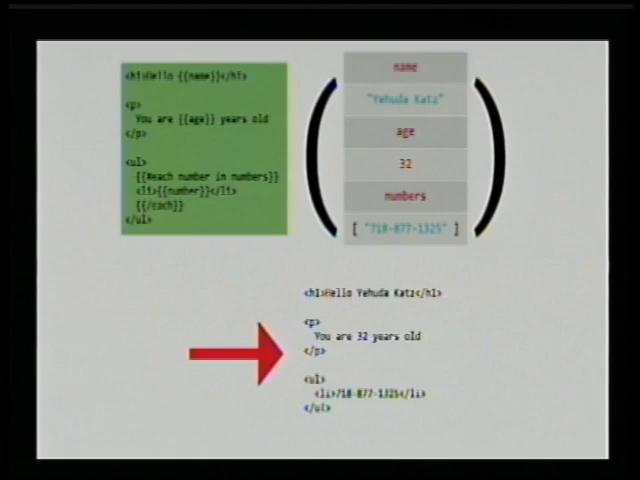 <h1>Hello {{name}}</h1>
<p>
You are {{age}} years old
</p>
<ul>
{{#each number in numbers}}
<li>{{number}}</li>
{{/each}}
</ul>
name
"Yehuda Katz"
age
32
numbers
[ "718-877-1325" ]
<h1>Hello Yehuda Katz</h1>
<p>
You are 32 years old
</p>
<ul>
<li>718-877-1325</li>
</ul>